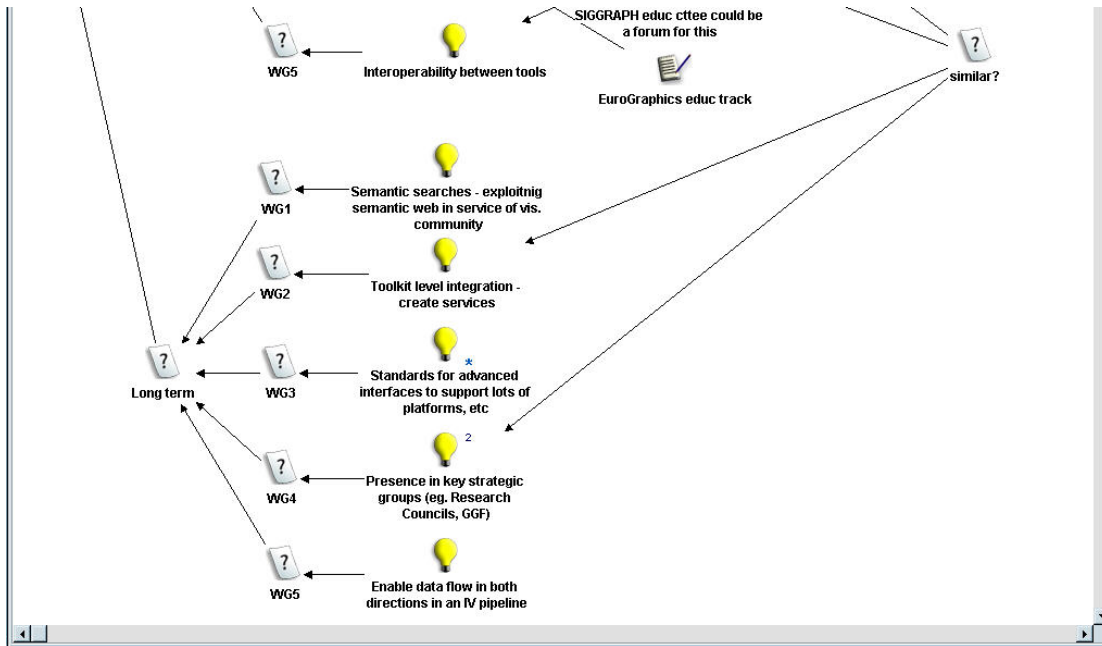 SIGGRAPH educ cttee could be
a forum for this
?
WG5
Interoperability between tools
?
similar?
EuroGraphics educ track
?
WG1
Semantic searches - exploitnig
semantic web in service of vis.
community
?
WG2
Toolkit level integration -
create services
?
Long term
?
WG3
*
Standards for advanced
interfaces to support lots of
platforms, etc
2
?
WG4
Presence in key strategic
groups (eg. Research
Councils, GGF)
?
WG5
Enable data flow in both
directions in an IV pipeline